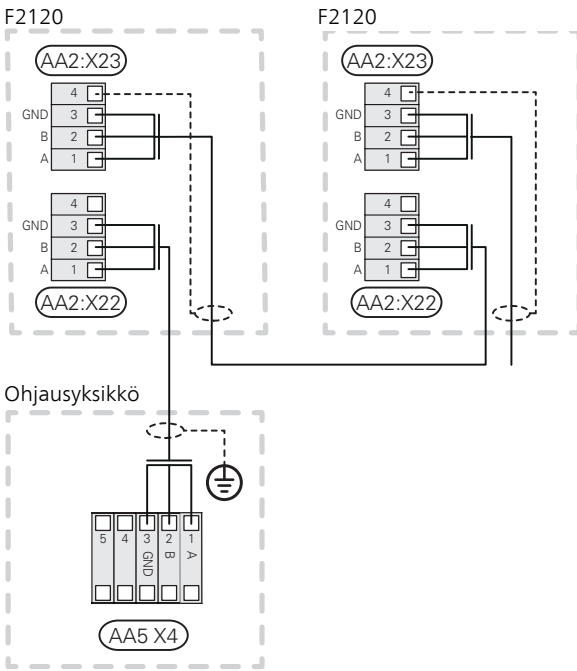 F2120
F2120
AA2:X23
4
GND 3
B 2
A 1
4
GND 3
B 2
A 1
AA2:X22
AA2:X23
4
GND 3
B 2
A 1
4
GND 3
B 2
A 1
AA2:X22
Ohjausyksikkö
5 4 3 2 1
GND B A
AA5 X4